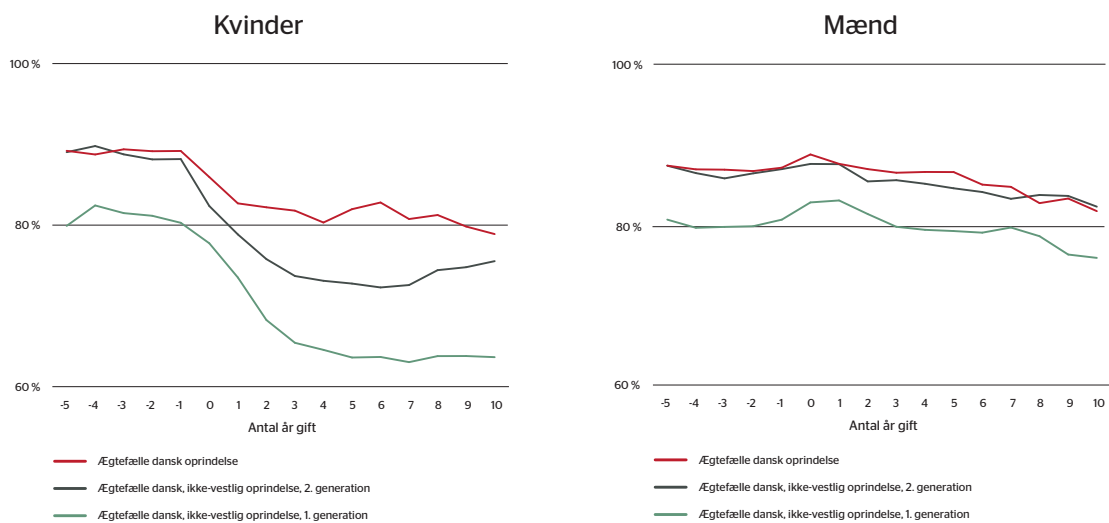 Kvinder
100 %
80 %
60 %
-5 -4 -3 -2 -1 0 1 2 3 4 5 6 7 8 9 10
Antal år gift
Ægtefælle dansk oprindelse
Ægtefælle dansk, ikke-vestlig oprindelse, 2. generation
Ægtefælle dansk, ikke-vestlig oprindelse, 1. generation
Mænd
100 %
80 %
60 %
-5 -4 -3 -2 -1 0 1 2 3 4 5 6 7 8 9 10
Antal år gift
Ægtefælle dansk oprindelse
Ægtefælle dansk, ikke-vestlig oprindelse, 2. generation
Ægtefælle dansk, ikke-vestlig oprindelse, 1. generation